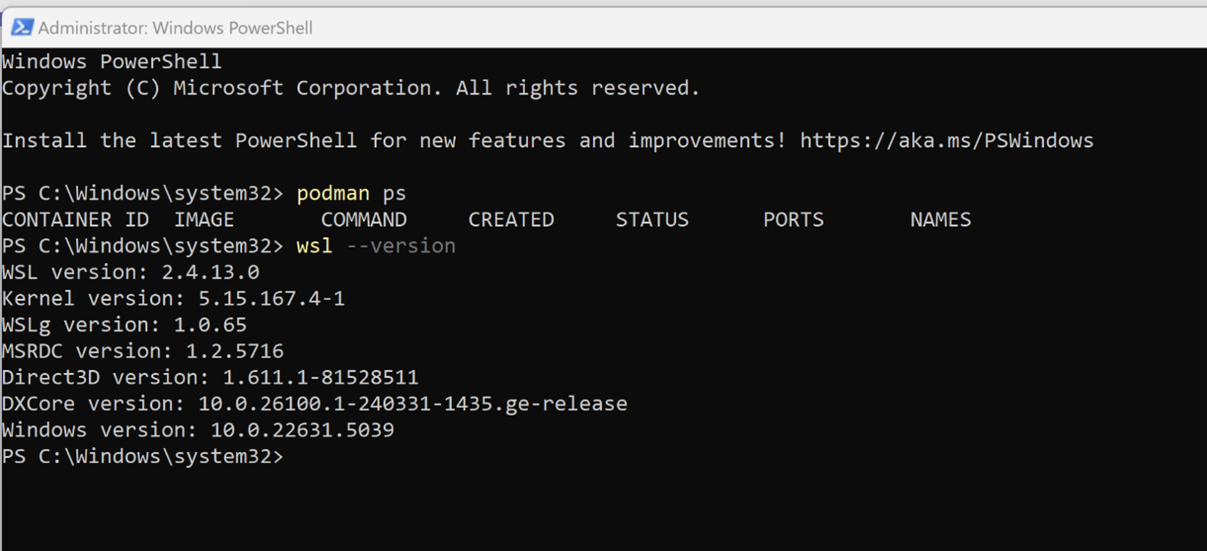 Administrator: Windows PowerShell
Windows PowerShell
Copyright (C) Microsoft Corporation. All rights reserved.
Install the latest PowerShell for new features and improvements! https://aka.ms/PSWindows
PS C:\Windows\system32> podman ps
CONTAINER ID  IMAGE       COMMAND     CREATED     STATUS      PORTS       NAMES
PS C:\Windows\system32> wsl --version
WSL version: 2.4.13.0
Kernel version: 5.15.167.4-1
WSLg version: 1.0.65
MSRDC version: 1.2.5716
Direct3D version: 1.611.1-81528511
DXCore version: 10.0.26100.1-240331-1435.ge-release
Windows version: 10.0.22631.5039
PS C:\Windows\system32>